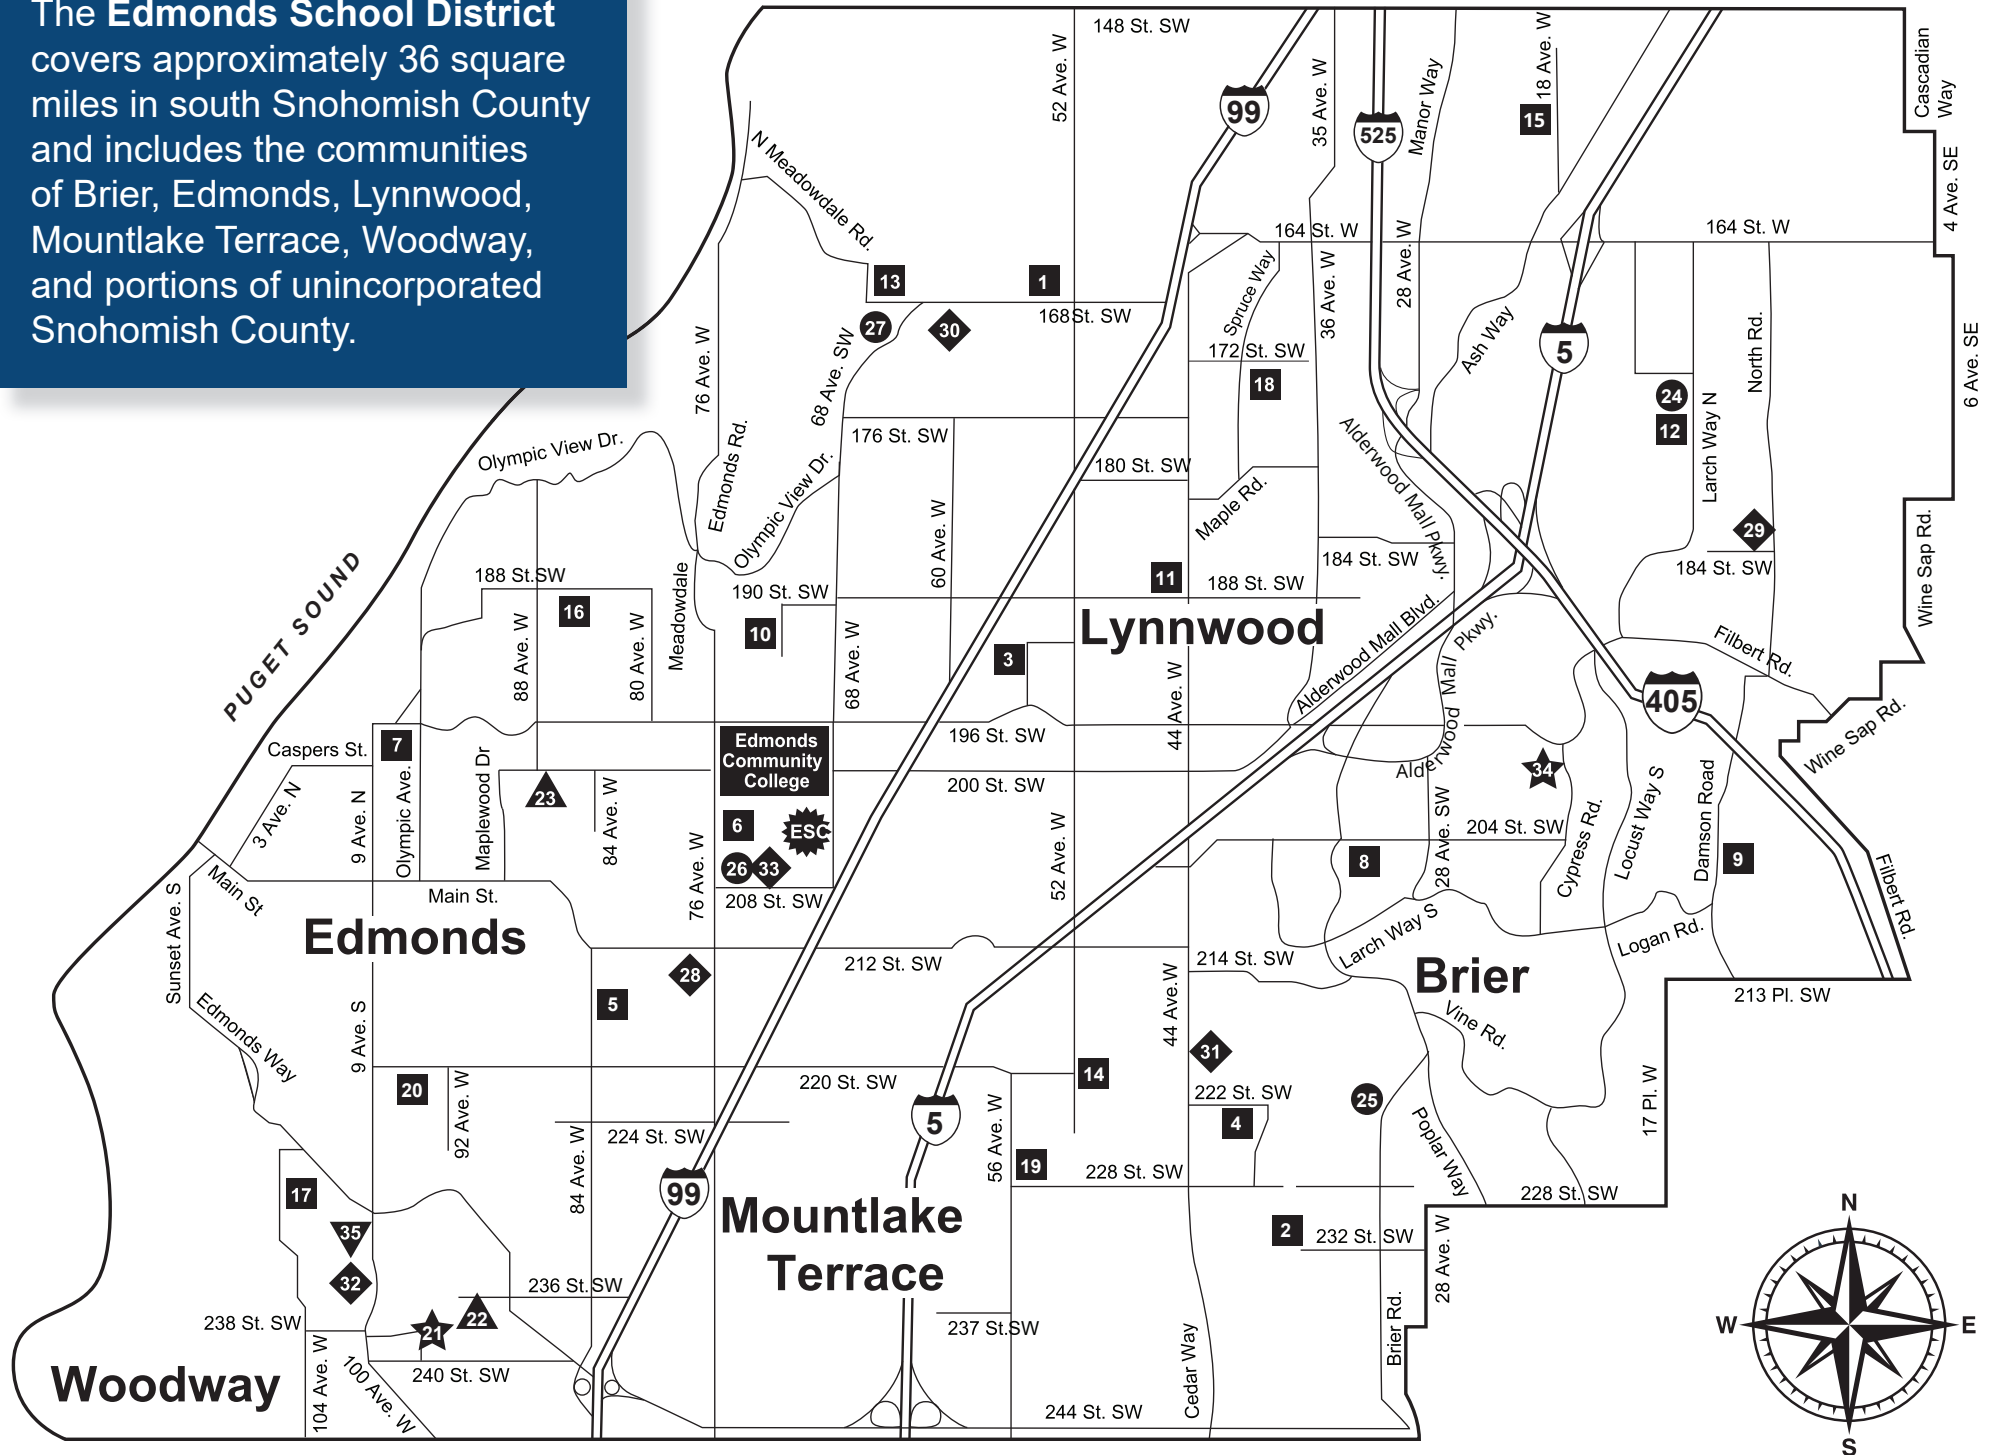 The Edmonds School District
covers approximately 36 square
miles in south Snohomish County
and includes the communities
of Brier, Edmonds, Lynnwood,
Mountlake Terrace, Woodway,
and portions of unincorporated
Snohomish County.
148 St. SW
52 Ave. W
99
35 Ave. W
525
Manor Way
18 Ave. W
15
Cascadian
Way
4 Ave. SE
N Meadowdale Rd.
164 St. W
164 St. W
13
1
168 St. SW
27
30
76 Ave. W
68 Ave. SW
Spruce Way
36 Ave. W
28 Ave. W
Ash Way
5
North Rd.
6 Ave. SE
172 St. SW
18
24
12
Larch Way N
176 St. SW
180 St. SW
Maple Rd.
Alderwood Mall Pkwy.
Olympic View Dr.
Edmonds Rd.
Olympic View Dr.
60 Ave. W
184 St. SW
29
184 St. SW
Wine Sap Rd.
PUGET SOUND
188 St.SW
16
88 Ave. W
80 Ave. W
Meadowdale
190 St. SW
10
68 Ave. W
11
188 St. SW
Lynnwood
3
44 Ave. W
Alderwood Mall Blvd.
Alderwood Mall Pkwy.
Filbert Rd.
405
Wine Sap Rd.
Caspers St.
7
Edmonds
Community
College
196 St. SW
200 St. SW
Alderwood
34
3 Ave. N
9 Ave. N
Olympic Ave.
Maplewood Dr
23
84 Ave. W
76 Ave. W
6
ESC
26
33
208 St. SW
52 Ave. W
204 St. SW
8
28 Ave. SW
Cypress Rd.
Locust Way S
Damson Road
9
Filbert Rd.
Main St
Main St.
Sunset Ave. S
Edmonds
28
212 St. SW
214 St. SW
Larch Way S
Brier
Logan Rd.
213 Pl. SW
5
44 Ave.W
Edmonds Way
9 Ave. S
Vine Rd.
31
20
92 Ave. W
220 St. SW
14
222 St. SW
4
25
5
56 Ave. W
224 St. SW
84 Ave. W
Poplar Way
17 Pl. W
19
228 St. SW
228 St. SW
17
99
Mountlake
Terrace
35
32
2
232 St. SW
28 Ave. W
236 St.SW
22
21
238 St. SW
237 St.SW
Brier Rd.
Woodway
104 Ave. W
100 Ave. W
240 St. SW
Cedar Way
244 St. SW
N
W
E
S